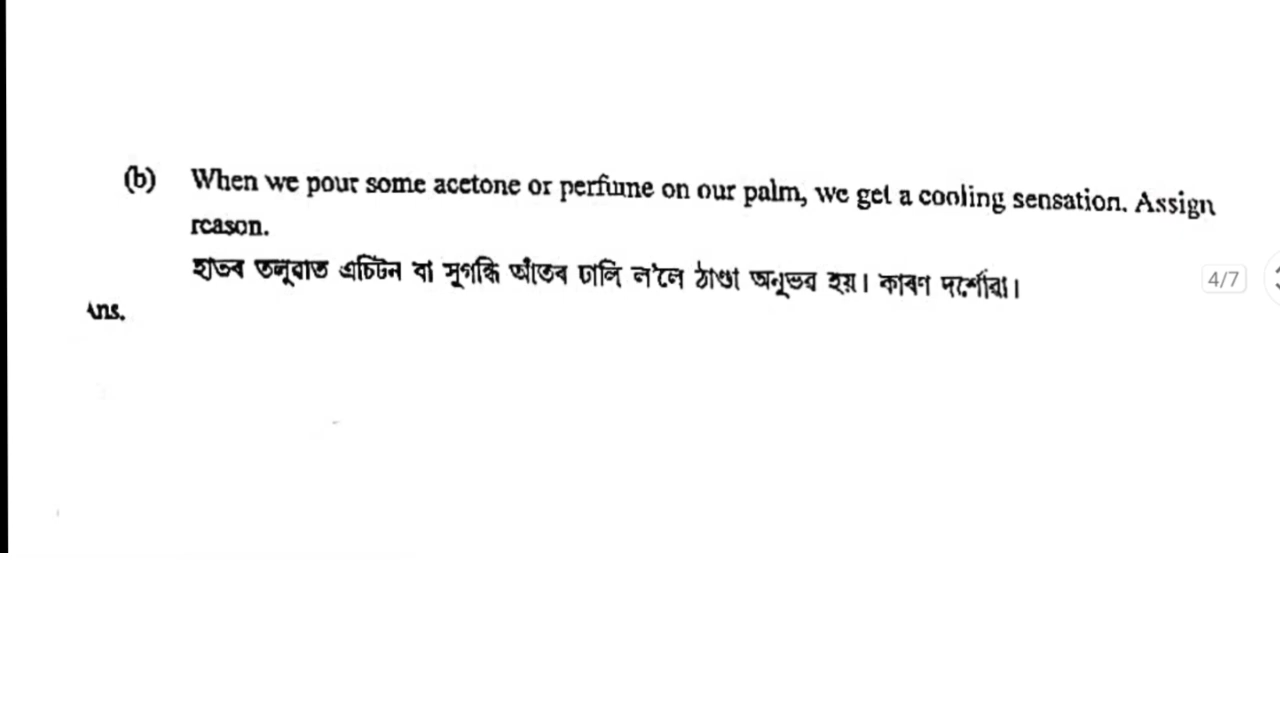 (b) When we pour some acetone or perfume on our palm, we get a cooling sensation. Assign
reason.
হাতৰ তলুৱাত এচিটন বা সুগন্ধি আঁতৰ ঢালি ল'লে ঠাণ্ডা অনুভৱ হয়। কাৰণ দৰ্শোৱা।
4/7
Ans.